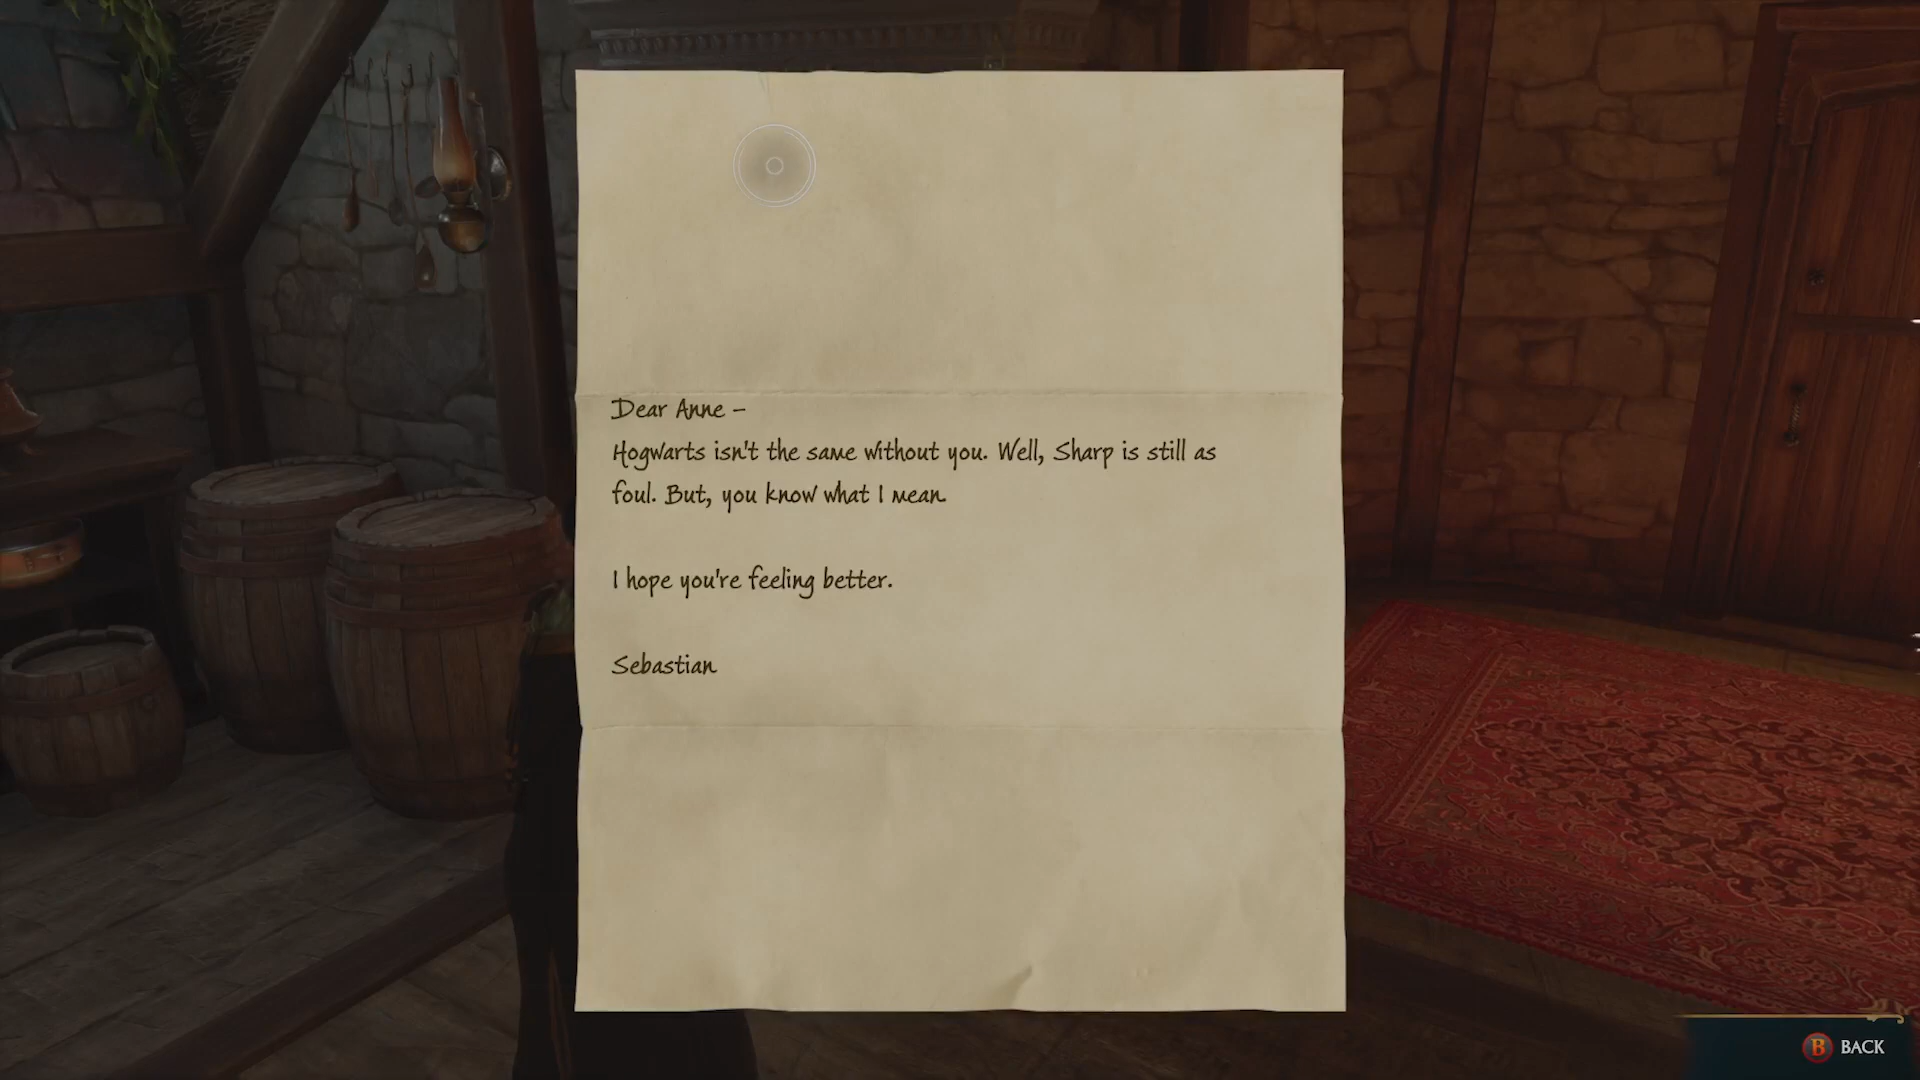 Dear Anne –
Hogwarts isn't the same without you. Well, Sharp is still as
foul. But, you know what I mean.
I hope you're feeling better.
Sebastian
B BACK